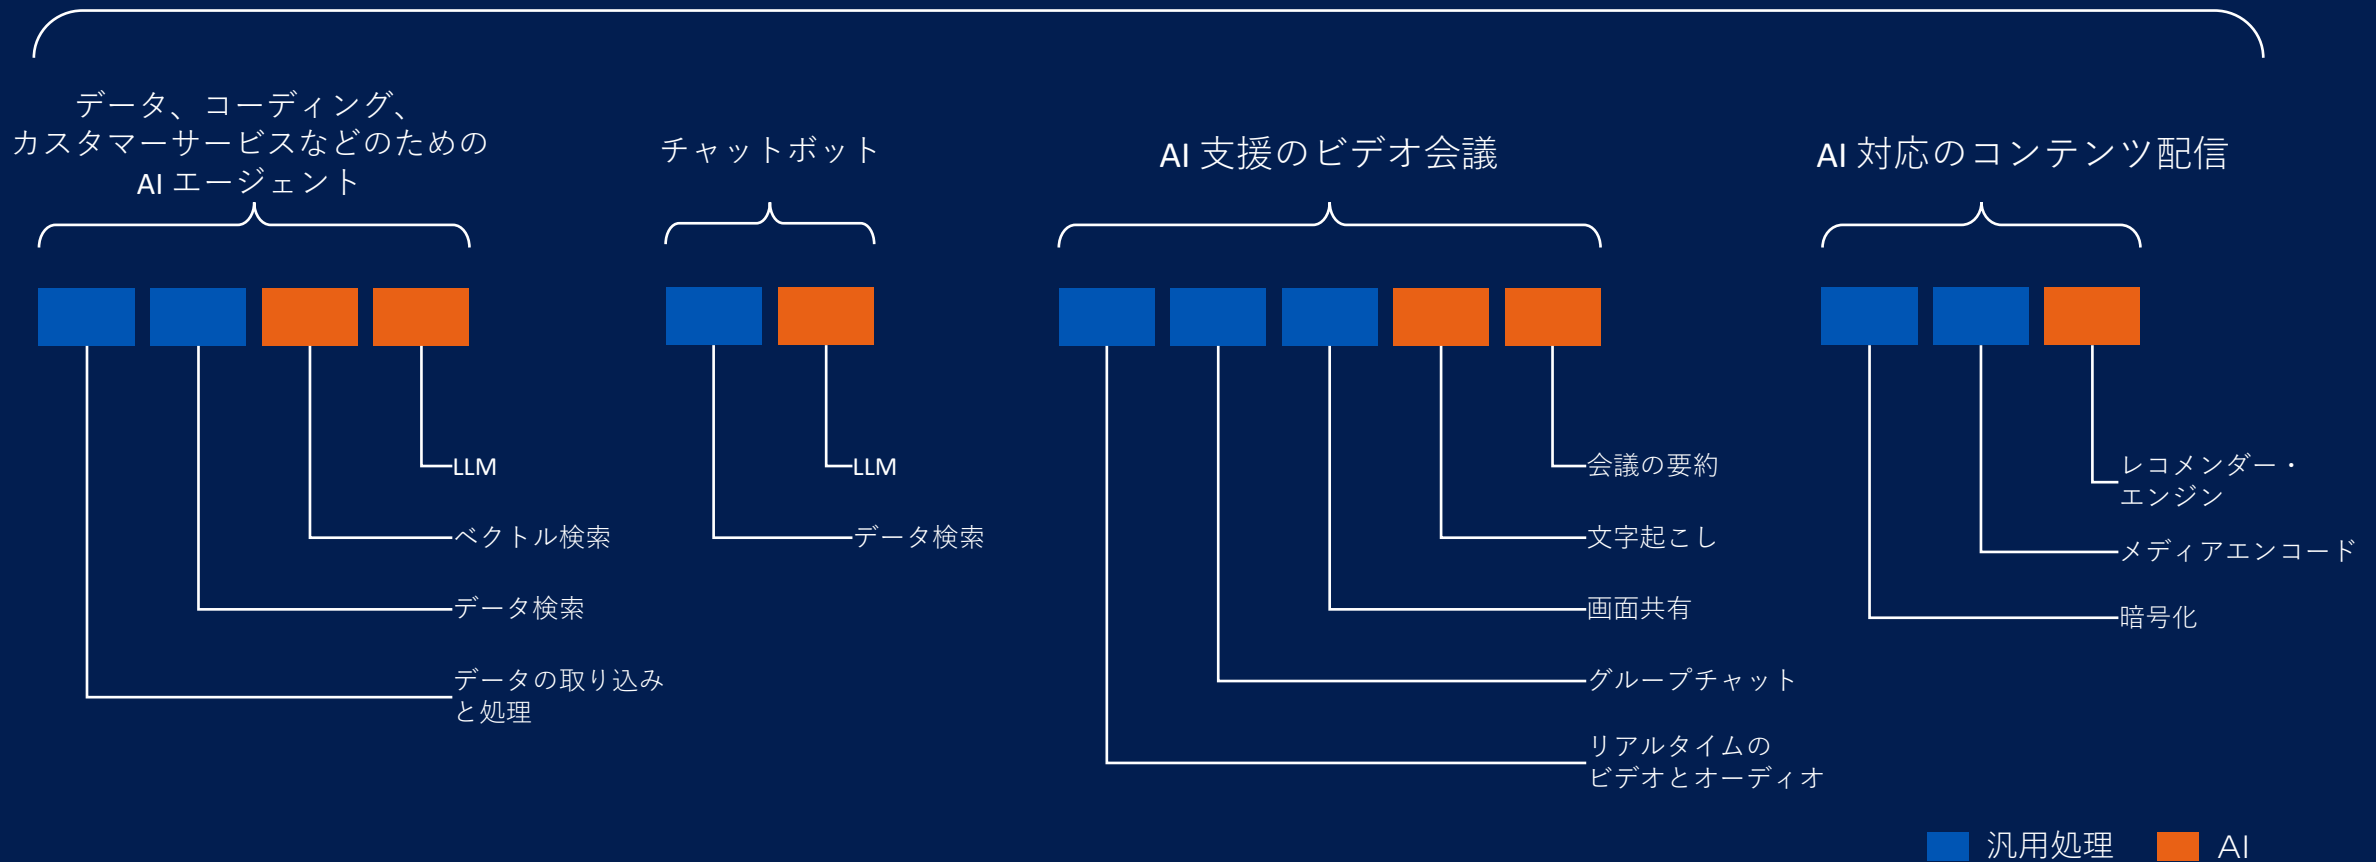 データ、コーディング、
カスタマーサービスなどのための
AI エージェント
チャットボット
AI 支援のビデオ会議
AI 対応のコンテンツ配信
LLM
ベクトル検索
データ検索
データの取り込み
と処理
LLM
データ検索
会議の要約
文字起こし
画面共有
グループチャット
リアルタイムの
ビデオとオーディオ
レコメンダー・
エンジン
メディアエンコード
暗号化
汎用処理
AI